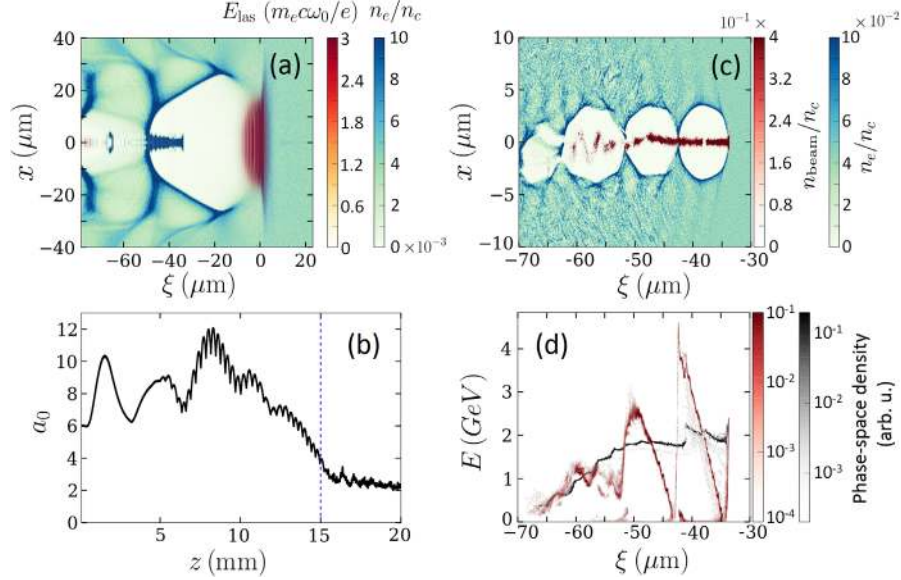 E_las (m_e cω_0/e) n_e/n_c
40
20
0
−20
−40
x (μm)
−60 −40 −20 0
ξ (μm)
(a)
3
2.4
1.8
1.2
0.6
0
10
8
6
4
2
0 ×10⁻³
10
5
0
−5
−10
x (μm)
-70 -60 -50 -40 -30
ξ (μm)
(c)
10⁻¹ ×
4
3.2
2.4
1.6
0.8
0
n_beam/n_c
×10⁻²
10
8
6
4
2
0
n_e/n_c
12
10
8
6
4
2
0
a_0
0 5 10 15 20
z (mm)
(b)
4
3
2
1
0
E (GeV)
-70 -60 -50 -40 -30
ξ (μm)
(d)
10⁻¹
10⁻²
10⁻³
10⁻⁴
10⁻¹
10⁻²
10⁻³
Phase-space density
(arb. u.)